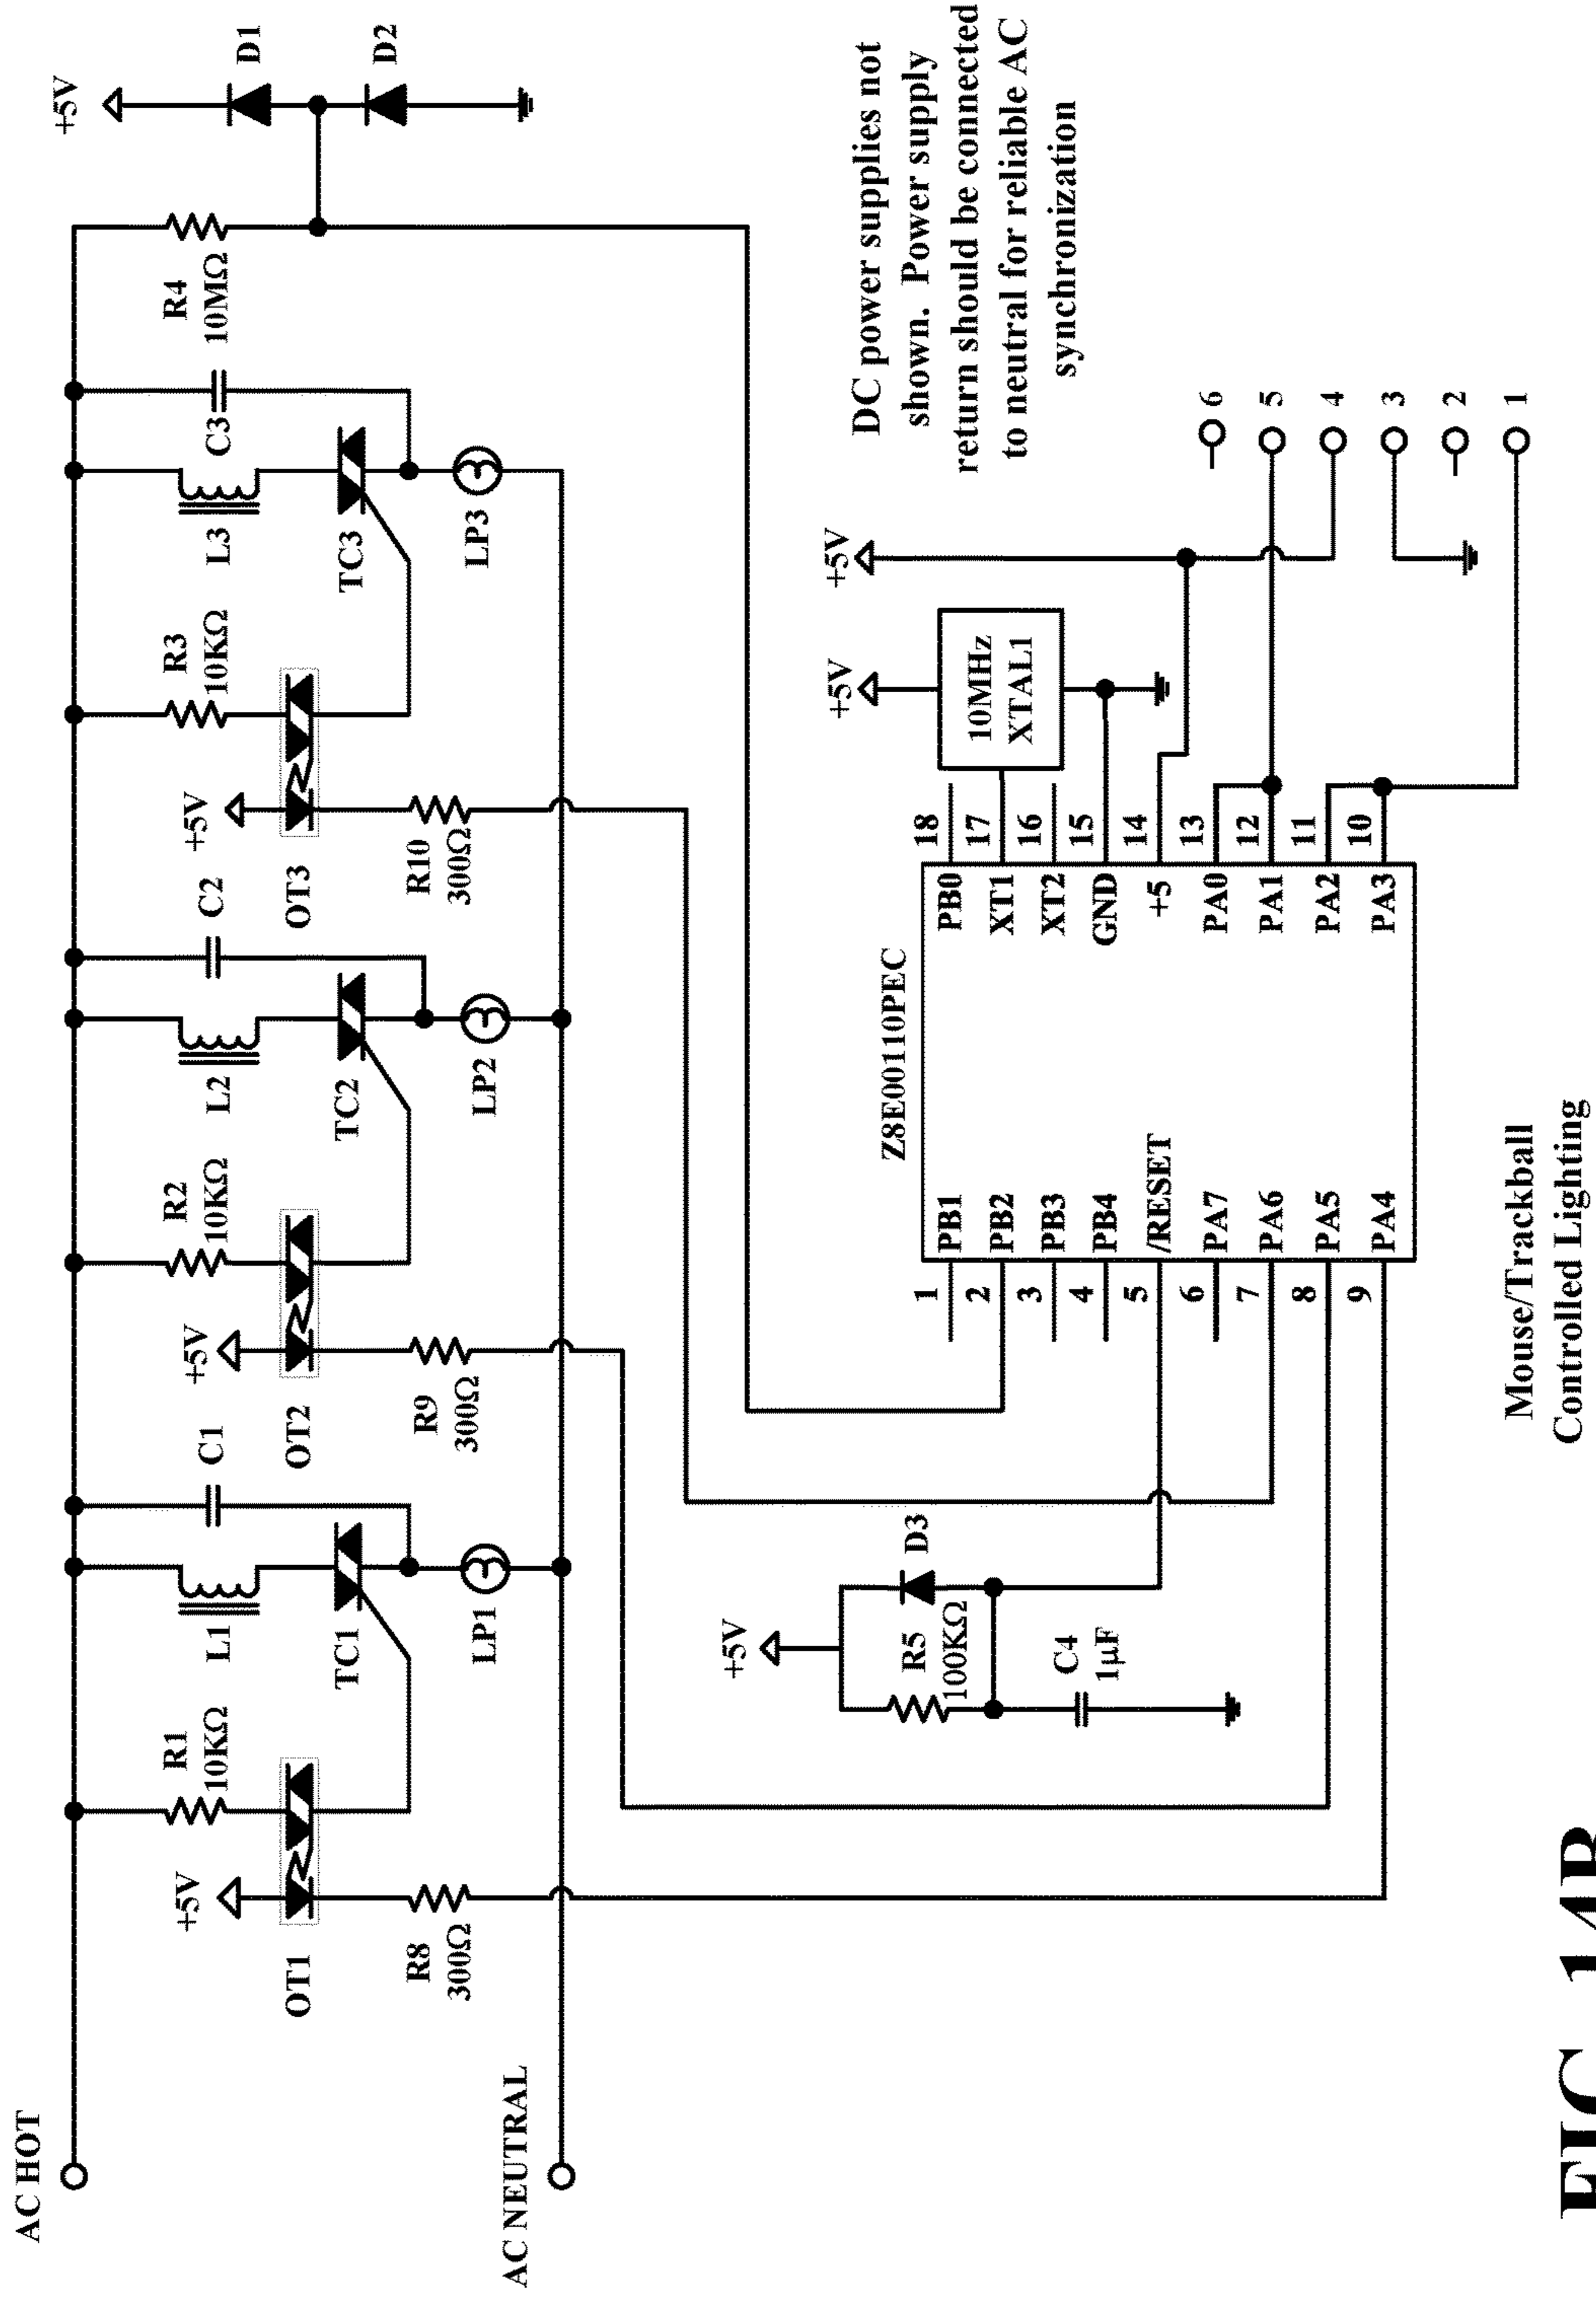 AC HOT
AC NEUTRAL
+5V
OT1
R1
10KΩ
R8
300Ω
L1
TC1
C1
LP1
+5V
OT2
R2
10KΩ
R9
300Ω
L2
TC2
C2
LP2
+5V
OT3
R3
10KΩ
R10
300Ω
L3
TC3
C3
LP3
R4
10MΩ
+5V
D1
D2
+5V
R5
100KΩ
D3
C4
1µF
Z8E00110PEC
1 PB1
2 PB2
3 PB3
4 PB4
5 /RESET
6 PA7
7 PA6
8 PA5
9 PA4
PB0 18
XT1 17
XT2 16
GND 15
+5 14
PA0 13
PA1 12
PA2 11
PA3 10
+5V
10MHz
XTAL1
+5V
6
5
4
3
2
1
DC power supplies not
shown. Power supply
return should be connected
to neutral for reliable AC
synchronization
Mouse/Trackball
Controlled Lighting